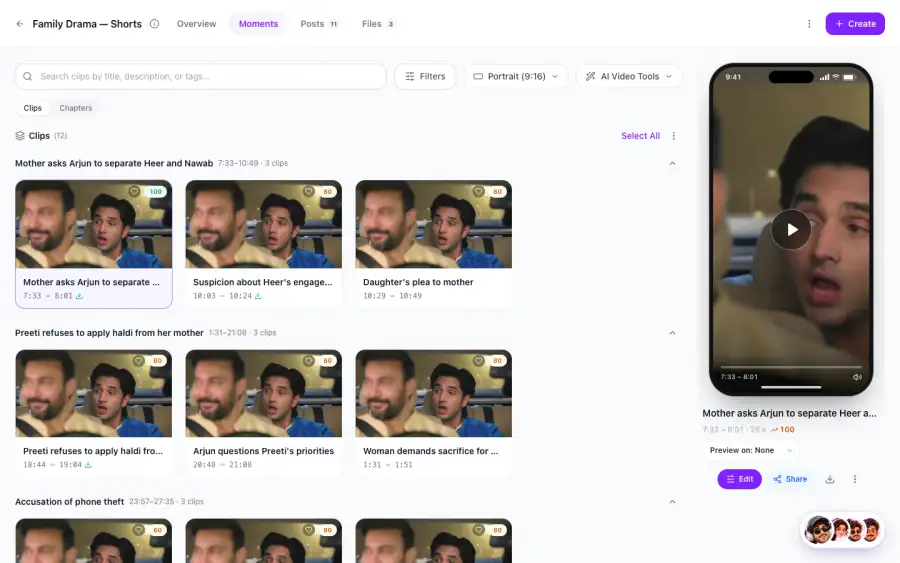 Family Drama — Shorts
Overview
Moments
Posts 11
Files 3
+ Create
Search clips by title, description, or tags...
Filters
Portrait (9:16)
AI Video Tools
Clips
Chapters
Clips (12)
Select All
Mother asks Arjun to separate Heer and Nawab 7:33–10:49 · 3 clips
100
80
80
Mother asks Arjun to separate ...
7:33 – 8:01
Suspicion about Heer's engage...
10:03 – 10:24
Daughter's plea to mother
10:29 – 10:49
Preeti refuses to apply haldi from her mother 1:31–21:08 · 3 clips
80
80
80
Preeti refuses to apply haldi fro...
18:44 – 19:04
Arjun questions Preeti's priorities
20:48 – 21:08
Woman demands sacrifice for ...
1:31 – 1:51
Accusation of phone theft 23:57–27:35 · 3 clips
80
80
80
9:41
7:33 – 8:01
Mother asks Arjun to separate Heer a...
7:33 – 8:01 · 28 s 100
Preview on: None
Edit
Share